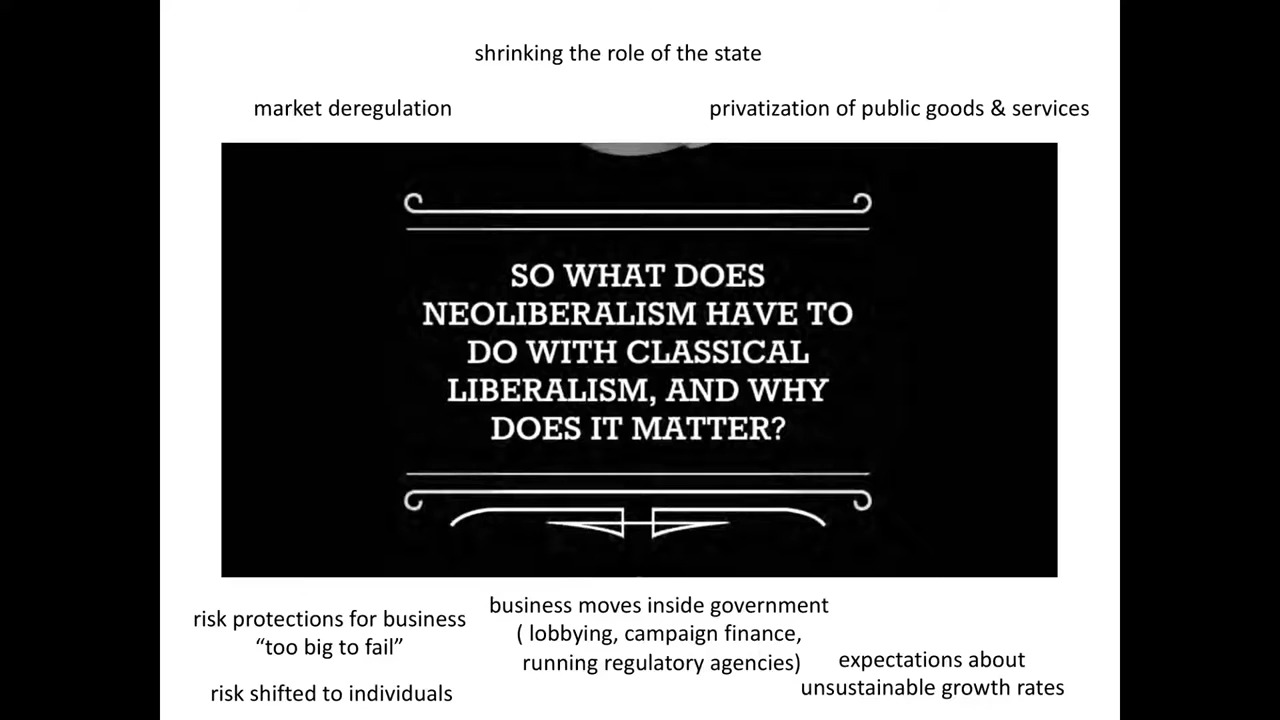 shrinking the role of the state
market deregulation
privatization of public goods & services
SO WHAT DOES
NEOLIBERALISM HAVE TO
DO WITH CLASSICAL
LIBERALISM, AND WHY
DOES IT MATTER?
risk protections for business
“too big to fail”
risk shifted to individuals
business moves inside government
( lobbying, campaign finance,
running regulatory agencies)
expectations about
unsustainable growth rates